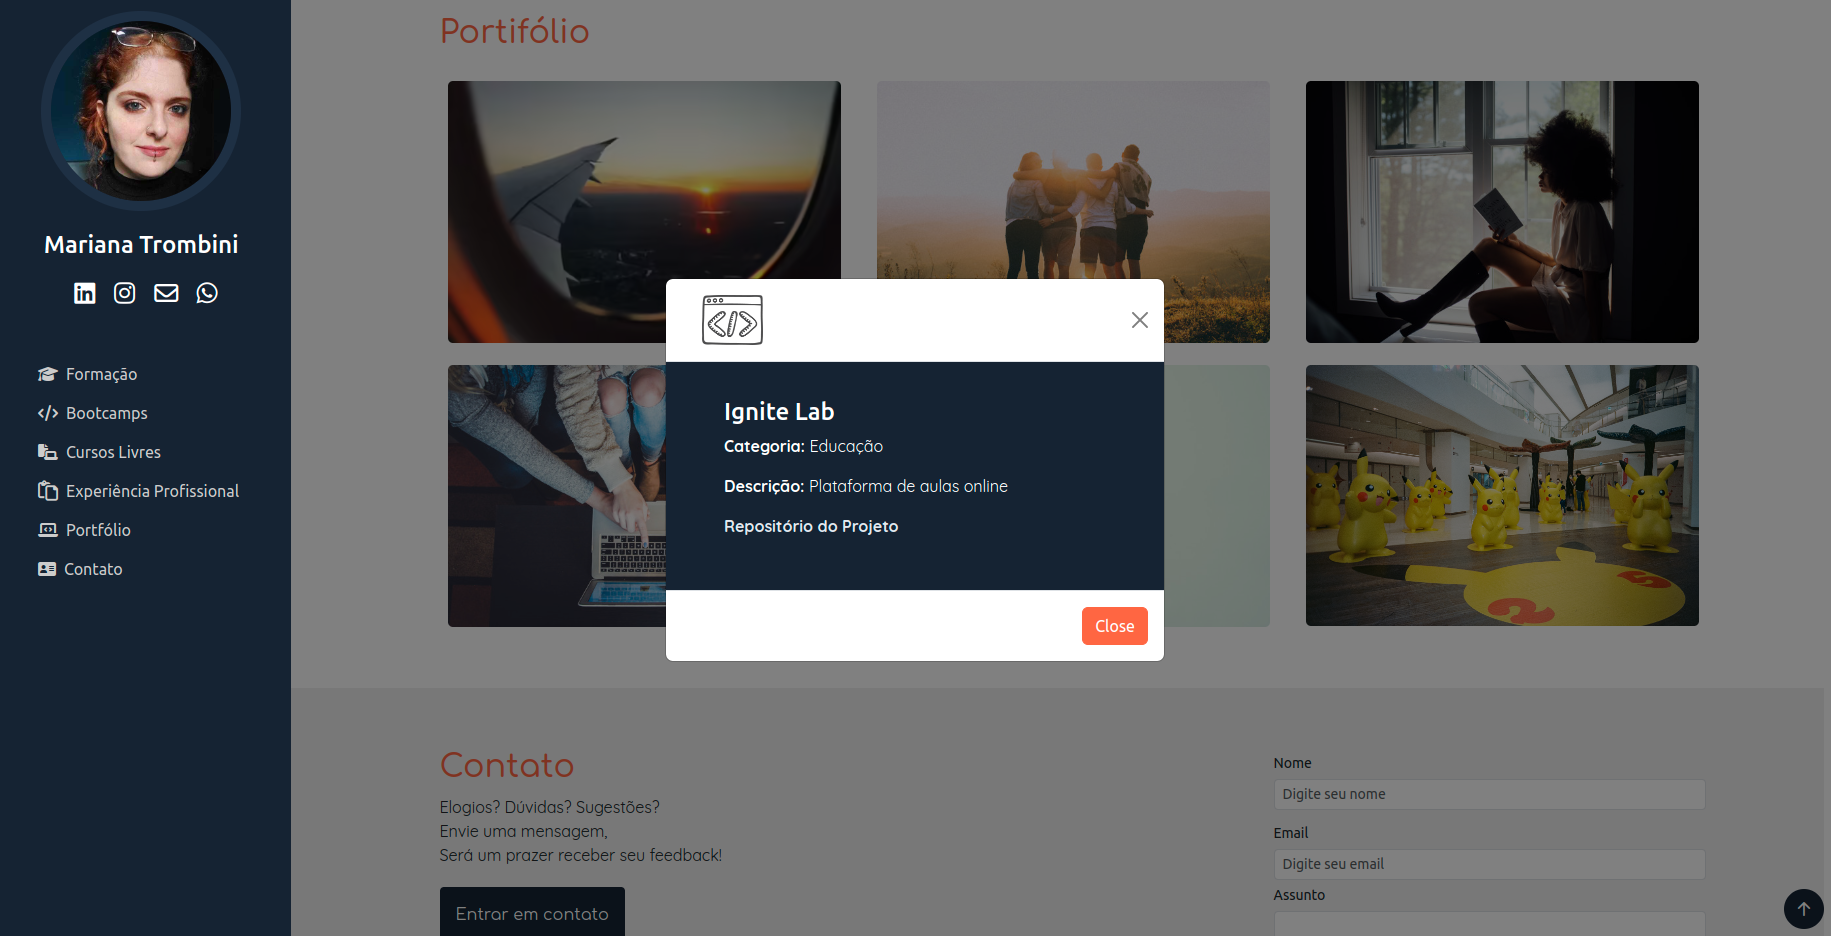 Mariana Trombini
Formação
Bootcamps
Cursos Livres
Experiência Profissional
Portfólio
Contato
Portifólio
</>
Ignite Lab
Categoria: Educação
Descrição: Plataforma de aulas online
Repositório do Projeto
Close
Contato
Elogios? Dúvidas? Sugestões?
Envie uma mensagem,
Será um prazer receber seu feedback!
Entrar em contato
Nome
Digite seu nome
Email
Digite seu email
Assunto